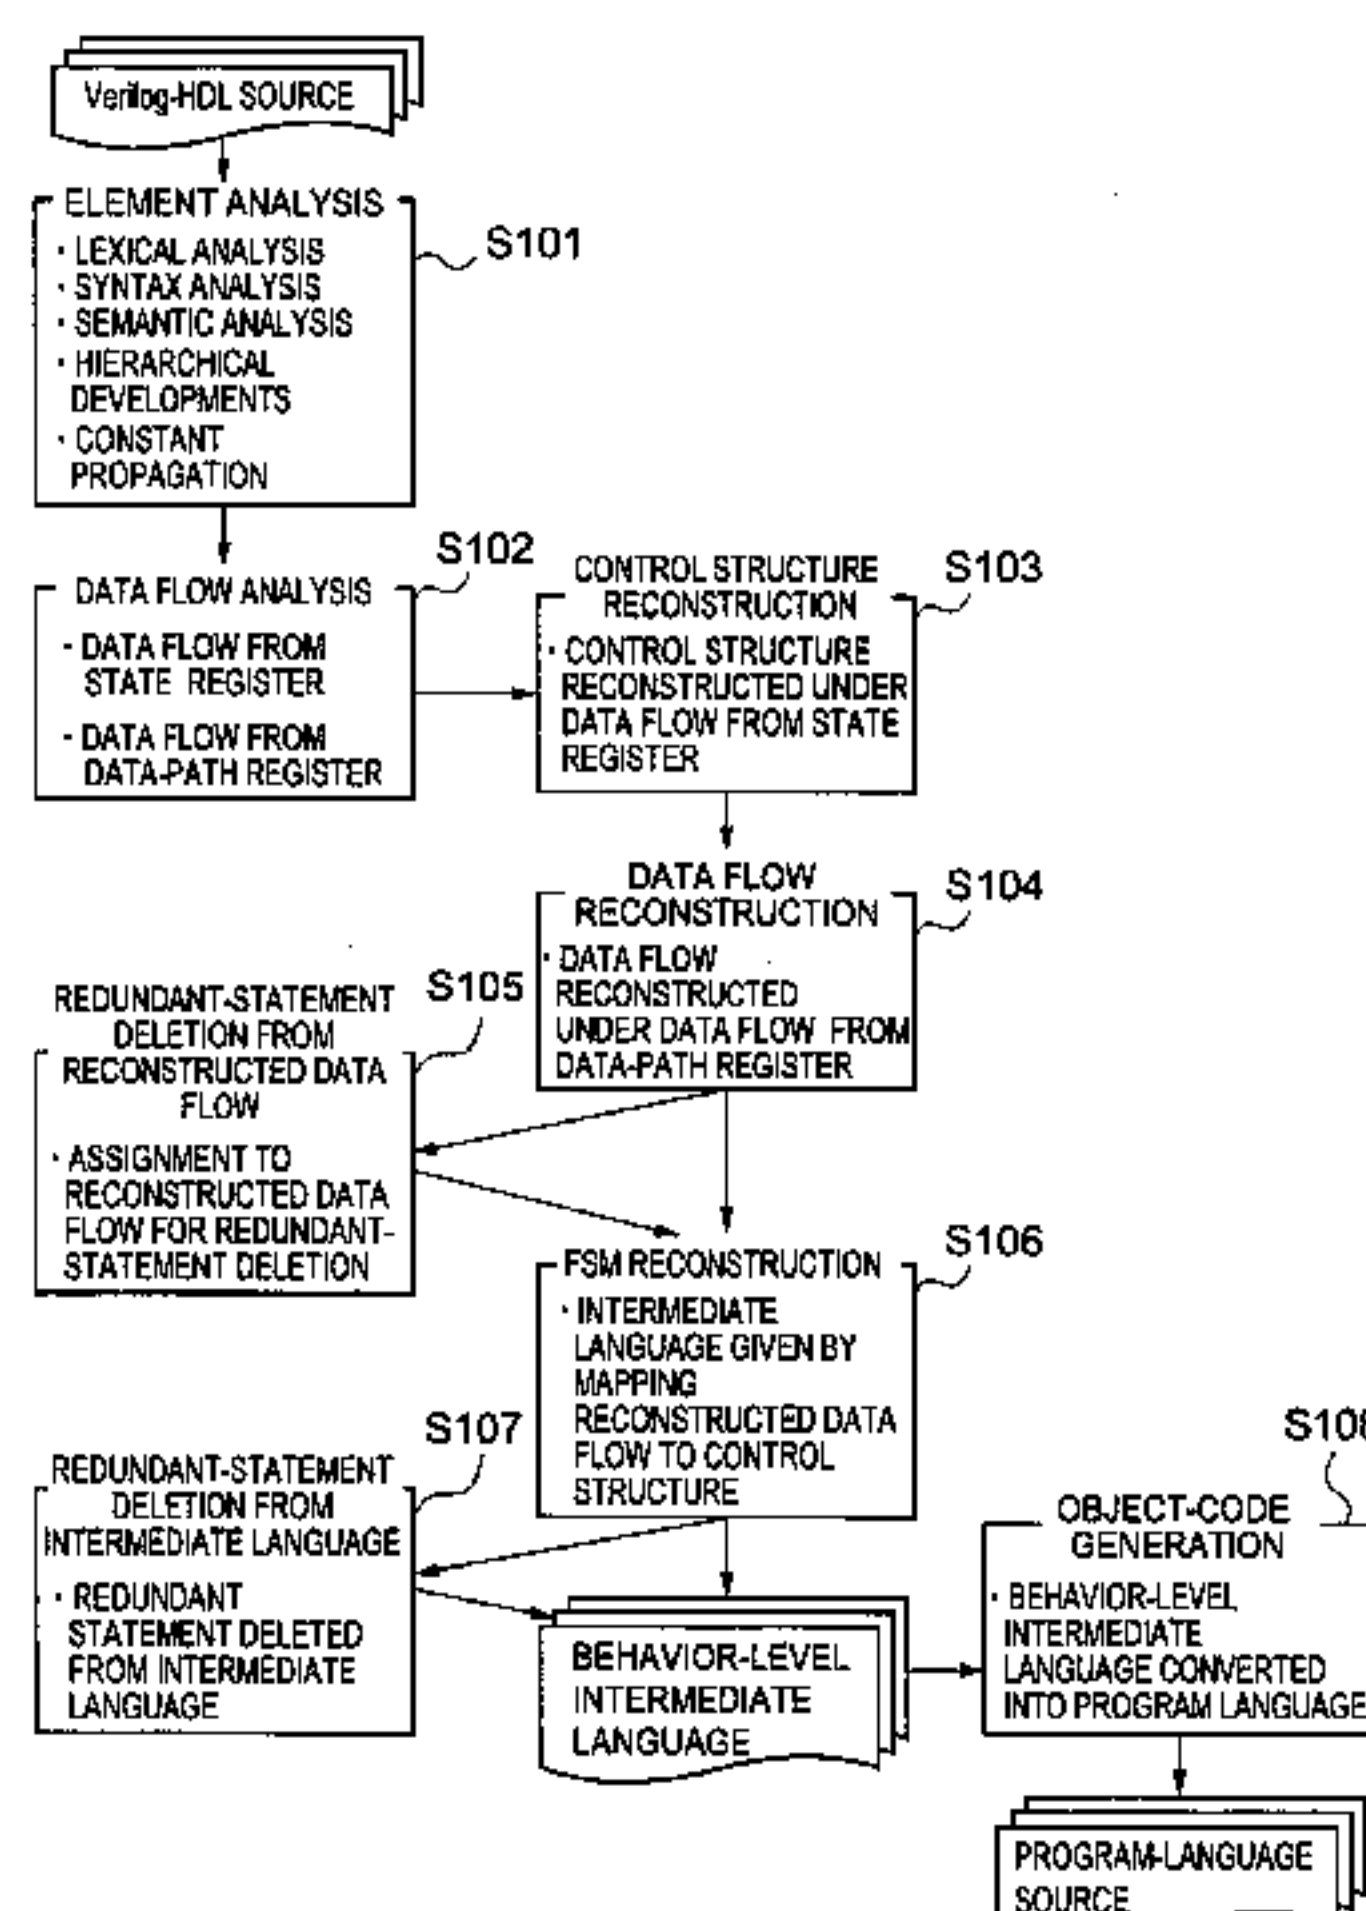 Verilog-HDL SOURCE
ELEMENT ANALYSIS
S101
· LEXICAL ANALYSIS
· SYNTAX ANALYSIS
· SEMANTIC ANALYSIS
· HIERARCHICAL
DEVELOPMENTS
· CONSTANT
PROPAGATION
S102
DATA FLOW ANALYSIS
· DATA FLOW FROM
STATE REGISTER
· DATA FLOW FROM
DATA-PATH REGISTER
CONTROL STRUCTURE
RECONSTRUCTION
S103
· CONTROL STRUCTURE
RECONSTRUCTED UNDER
DATA FLOW FROM STATE
REGISTER
DATA FLOW
RECONSTRUCTION
S104
· DATA FLOW
RECONSTRUCTED
UNDER DATA FLOW FROM
DATA-PATH REGISTER
S105
REDUNDANT-STATEMENT
DELETION FROM
RECONSTRUCTED DATA
FLOW
· ASSIGNMENT TO
RECONSTRUCTED DATA
FLOW FOR REDUNDANT-
STATEMENT DELETION
S106
FSM RECONSTRUCTION
· INTERMEDIATE
LANGUAGE GIVEN BY
MAPPING
RECONSTRUCTED DATA
FLOW TO CONTROL
STRUCTURE
S107
REDUNDANT-STATEMENT
DELETION FROM
INTERMEDIATE LANGUAGE
· REDUNDANT
STATEMENT DELETED
FROM INTERMEDIATE
LANGUAGE
BEHAVIOR-LEVEL
INTERMEDIATE
LANGUAGE
S108
OBJECT-CODE
GENERATION
· BEHAVIOR-LEVEL
INTERMEDIATE
LANGUAGE CONVERTED
INTO PROGRAM LANGUAGE
PROGRAM-LANGUAGE
SOURCE